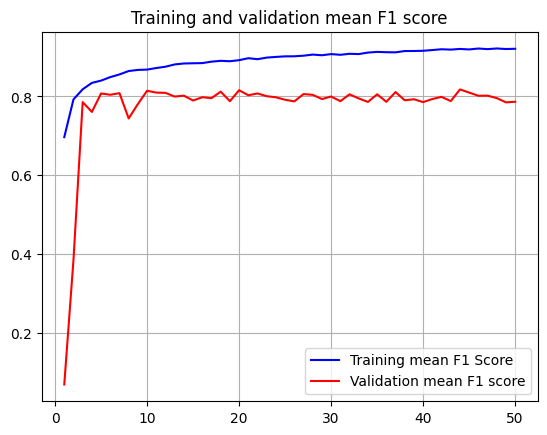 Training and validation mean F1 score
0.8
0.6
0.4
0.2
Training mean F1 Score
Validation mean F1 score
0 10 20 30 40 50